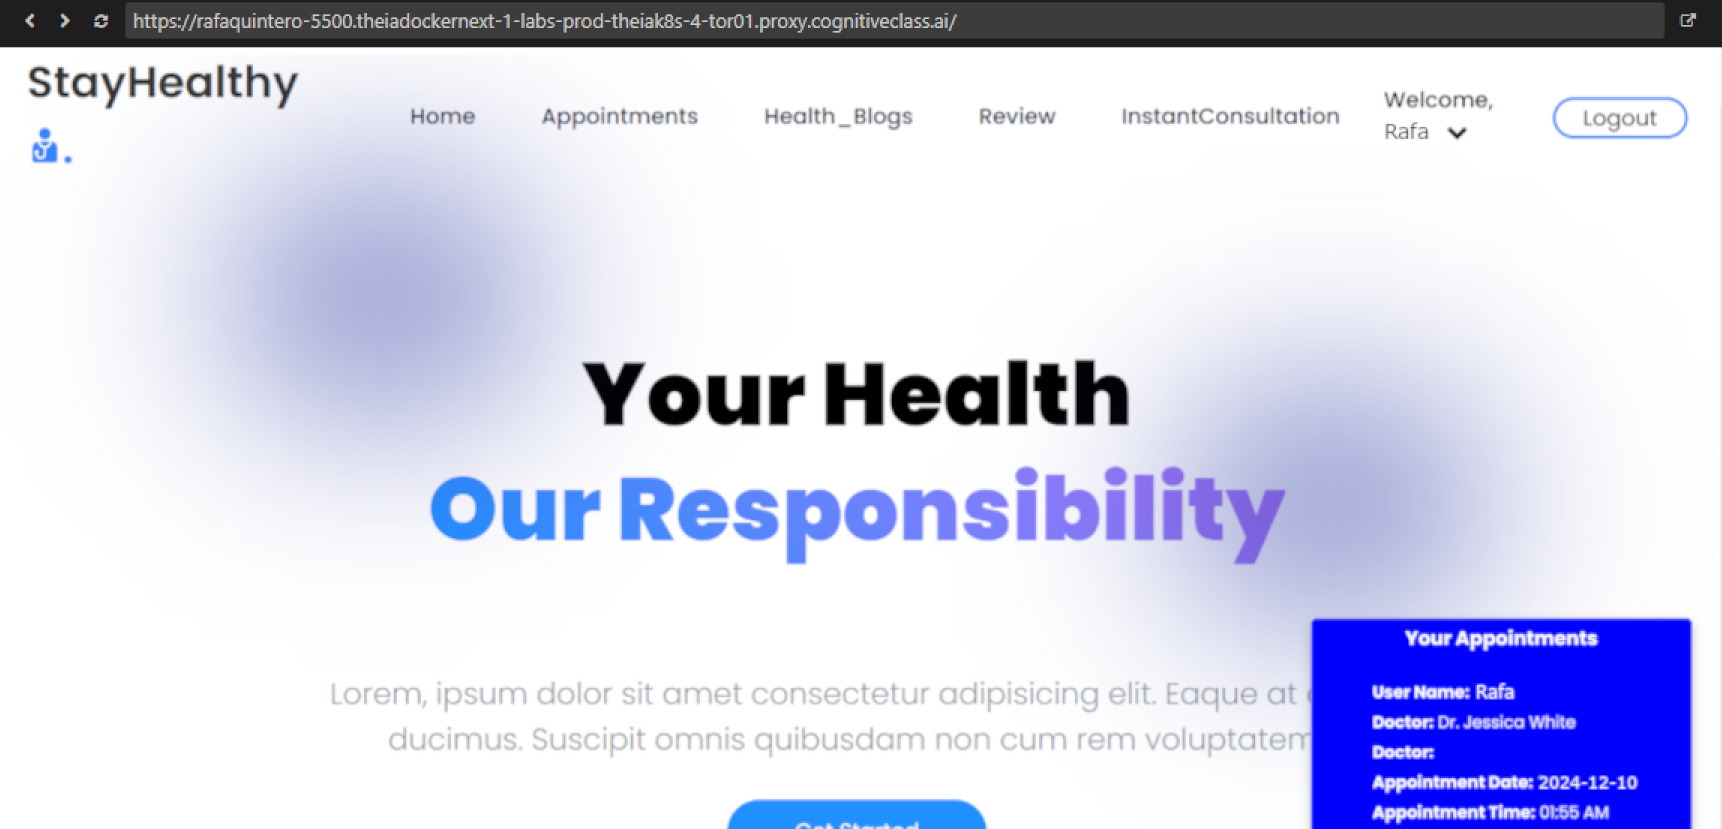 https://rafaquintero-5500.theiadockernext-1-labs-prod-theiak8s-4-tor01.proxy.cognitiveclass.ai/
StayHealthy
.
Home Appointments Health_Blogs Review InstantConsultation
Welcome,
Rafa
Logout
Your Health
Our Responsibility
Lorem, ipsum dolor sit amet consectetur adipisicing elit. Eaque at
ducimus. Suscipit omnis quibusdam non cum rem voluptatem
Get Started
Your Appointments
User Name: Rafa
Doctor: Dr. Jessica White
Doctor:
Appointment Date: 2024-12-10
Appointment Time: 01:55 AM